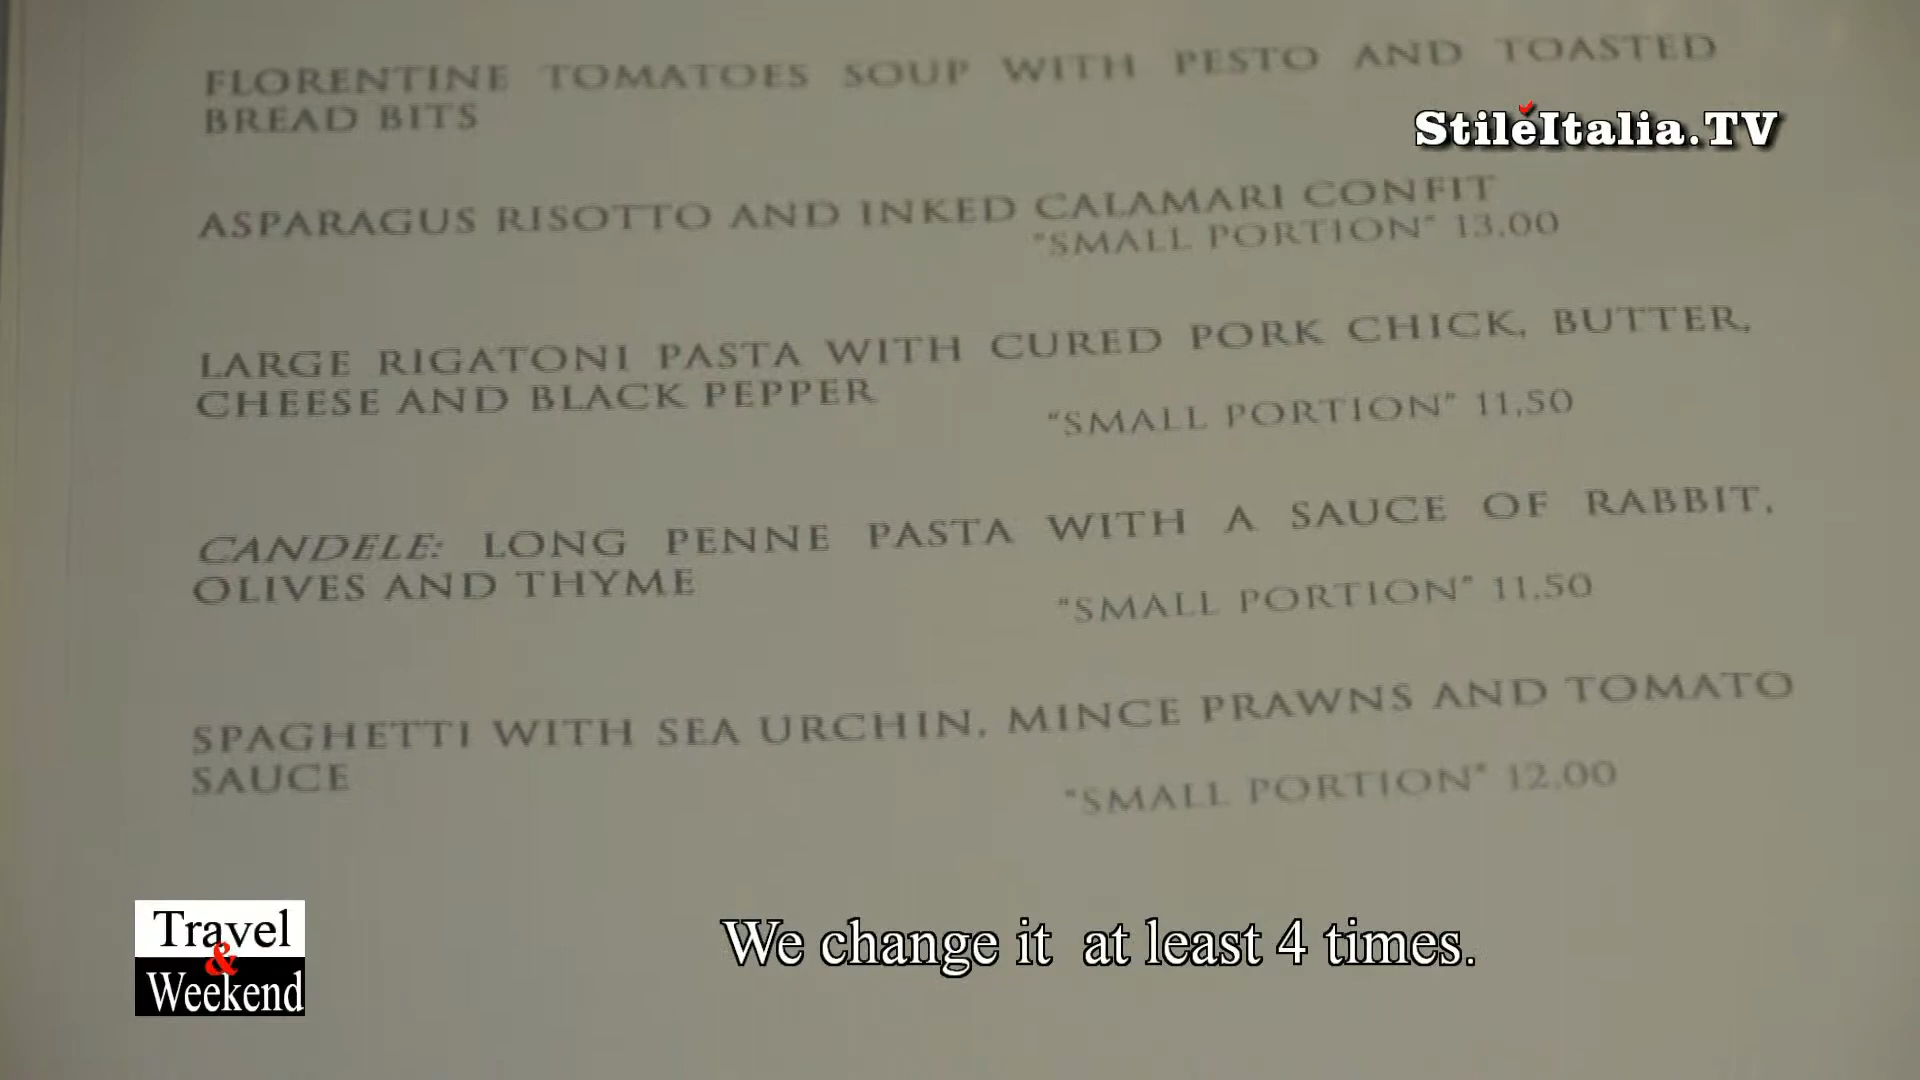 FLORENTINE TOMATOES SOUP WITH PESTO AND TOASTED
BREAD BITS
StileItalia.TV
ASPARAGUS RISOTTO AND INKED CALAMARI CONFIT
"SMALL PORTION" 13.00
LARGE RIGATONI PASTA WITH CURED PORK CHICK, BUTTER,
CHEESE AND BLACK PEPPER
"SMALL PORTION" 11,50
CANDELE: LONG PENNE PASTA WITH A SAUCE OF RABBIT,
OLIVES AND THYME
"SMALL PORTION" 11.50
SPAGHETTI WITH SEA URCHIN, MINCE PRAWNS AND TOMATO
SAUCE
"SMALL PORTION" 12.00
Travel
&
Weekend
We change it at least 4 times.